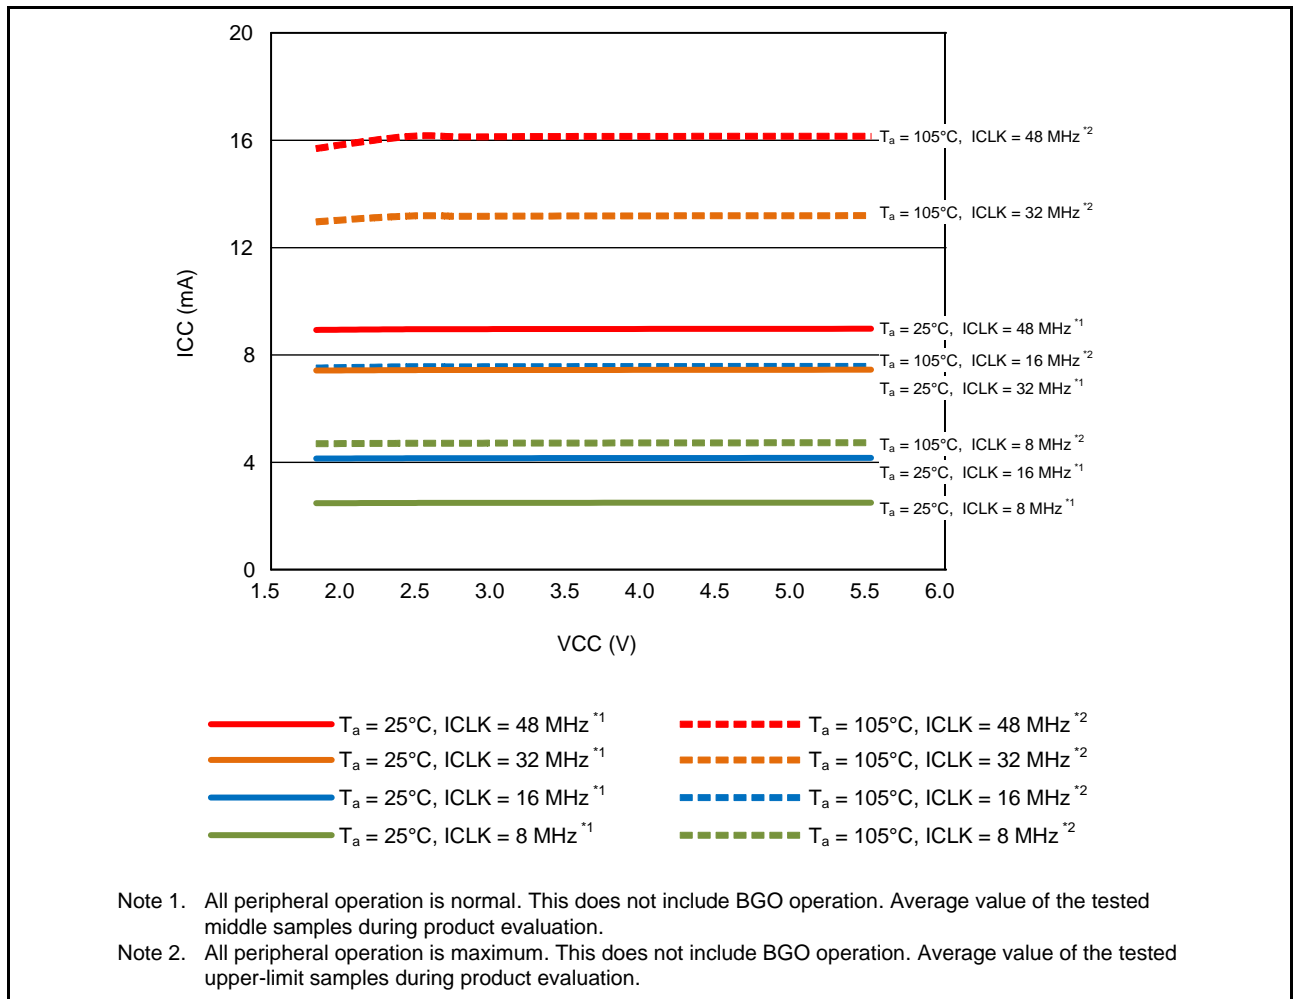 20
16
12
8
4
0
ICC (mA)
1.5 2.0 2.5 3.0 3.5 4.0 4.5 5.0 5.5 6.0
VCC (V)
Ta = 105°C, ICLK = 48 MHz *2
Ta = 105°C, ICLK = 32 MHz *2
Ta = 25°C, ICLK = 48 MHz *1
Ta = 105°C, ICLK = 16 MHz *2
Ta = 25°C, ICLK = 32 MHz *1
Ta = 105°C, ICLK = 8 MHz *2
Ta = 25°C, ICLK = 16 MHz *1
Ta = 25°C, ICLK = 8 MHz *1
Ta = 25°C, ICLK = 48 MHz *1
Ta = 105°C, ICLK = 48 MHz *2
Ta = 25°C, ICLK = 32 MHz *1
Ta = 105°C, ICLK = 32 MHz *2
Ta = 25°C, ICLK = 16 MHz *1
Ta = 105°C, ICLK = 16 MHz *2
Ta = 25°C, ICLK = 8 MHz *1
Ta = 105°C, ICLK = 8 MHz *2
Note 1. All peripheral operation is normal. This does not include BGO operation. Average value of the tested
middle samples during product evaluation.
Note 2. All peripheral operation is maximum. This does not include BGO operation. Average value of the tested
upper-limit samples during product evaluation.